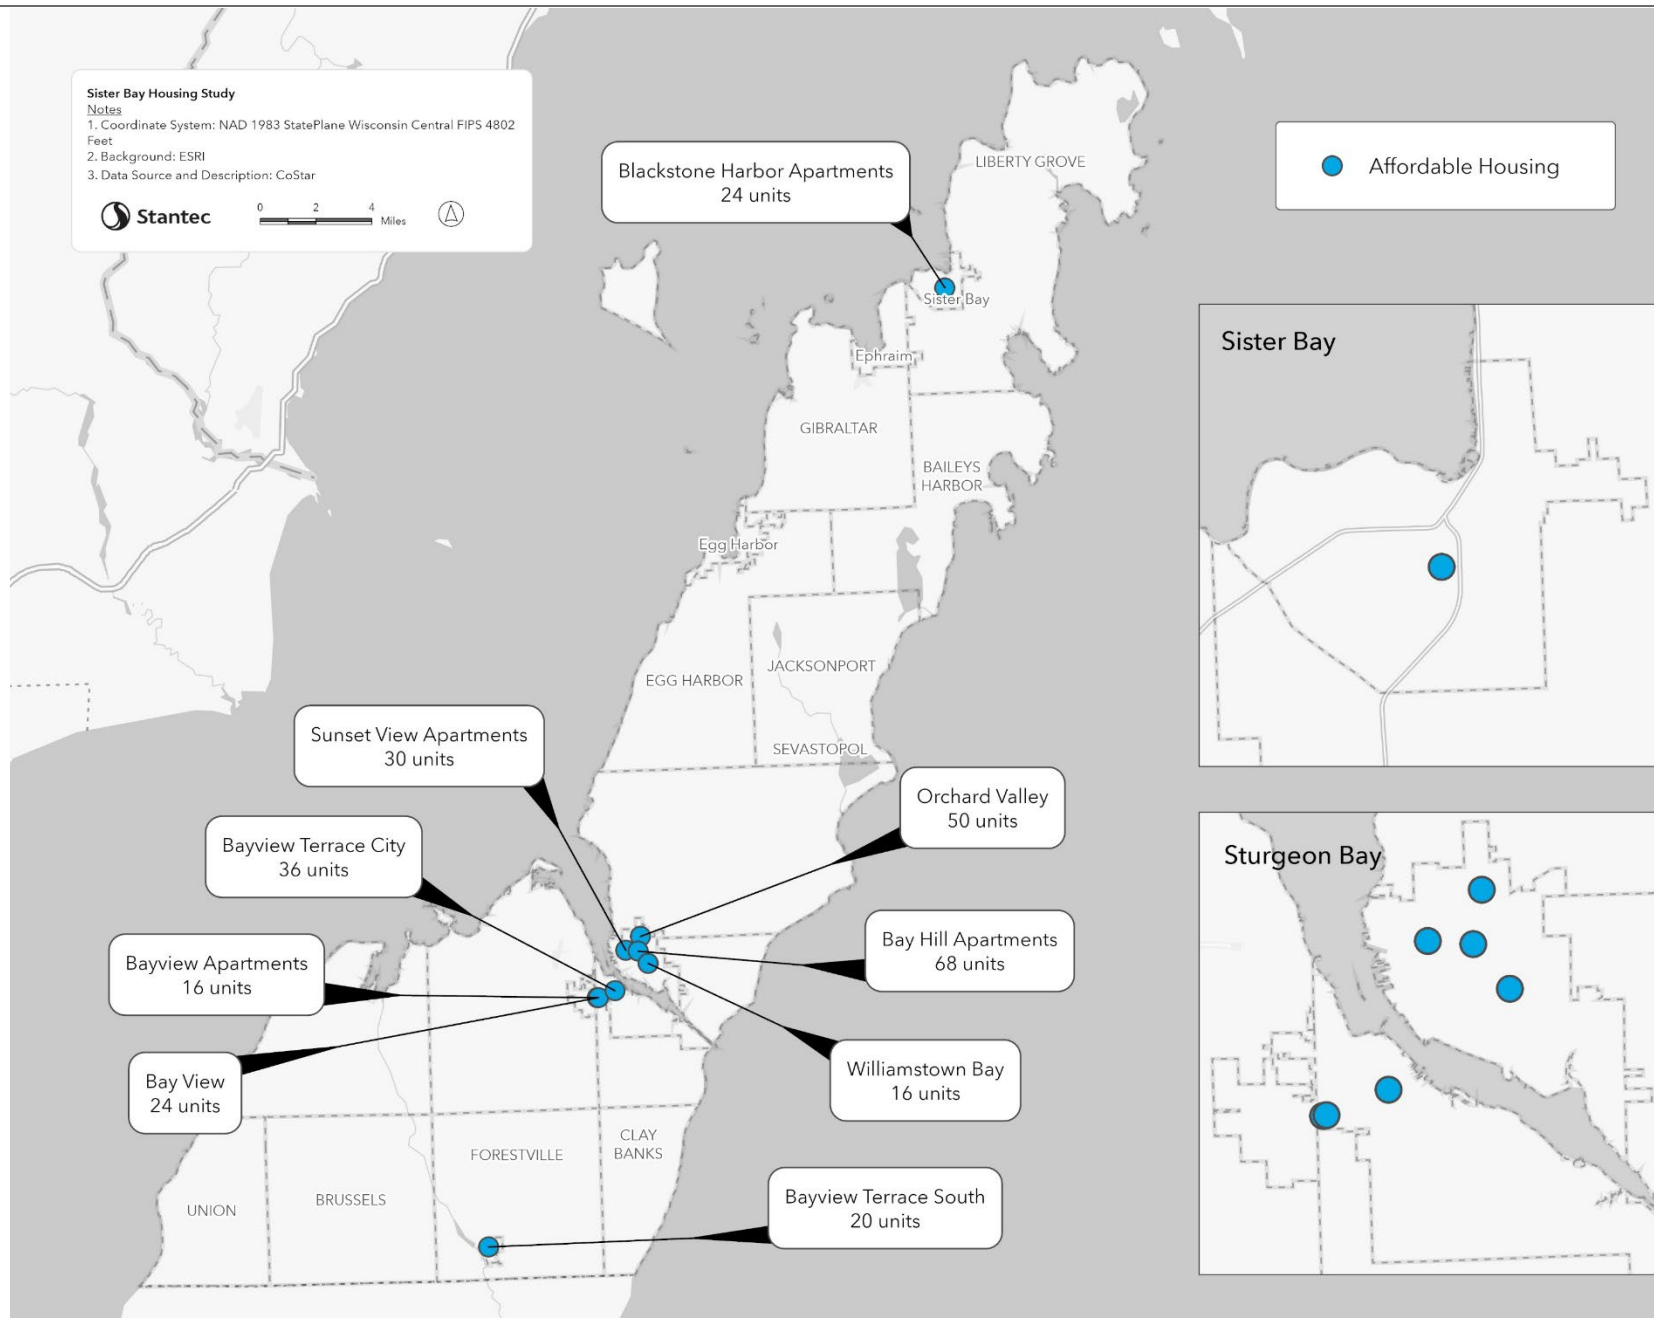 Sister Bay Housing Study
Notes
1. Coordinate System: NAD 1983 StatePlane Wisconsin Central FIPS 4802
Feet
2. Background: ESRI
3. Data Source and Description: CoStar
Stantec
0 2 4
Miles
Affordable Housing
Blackstone Harbor Apartments
24 units
LIBERTY GROVE
Sister Bay
Ephraim
GIBRALTAR
BAILEYS
HARBOR
Egg Harbor
EGG HARBOR
JACKSONPORT
SEVASTOPOL
Sunset View Apartments
30 units
Orchard Valley
50 units
Bayview Terrace City
36 units
Bay Hill Apartments
68 units
Bayview Apartments
16 units
Williamstown Bay
16 units
Bay View
24 units
CLAY
BANKS
FORESTVILLE
BRUSSELS
UNION
Bayview Terrace South
20 units
Sister Bay
Sturgeon Bay